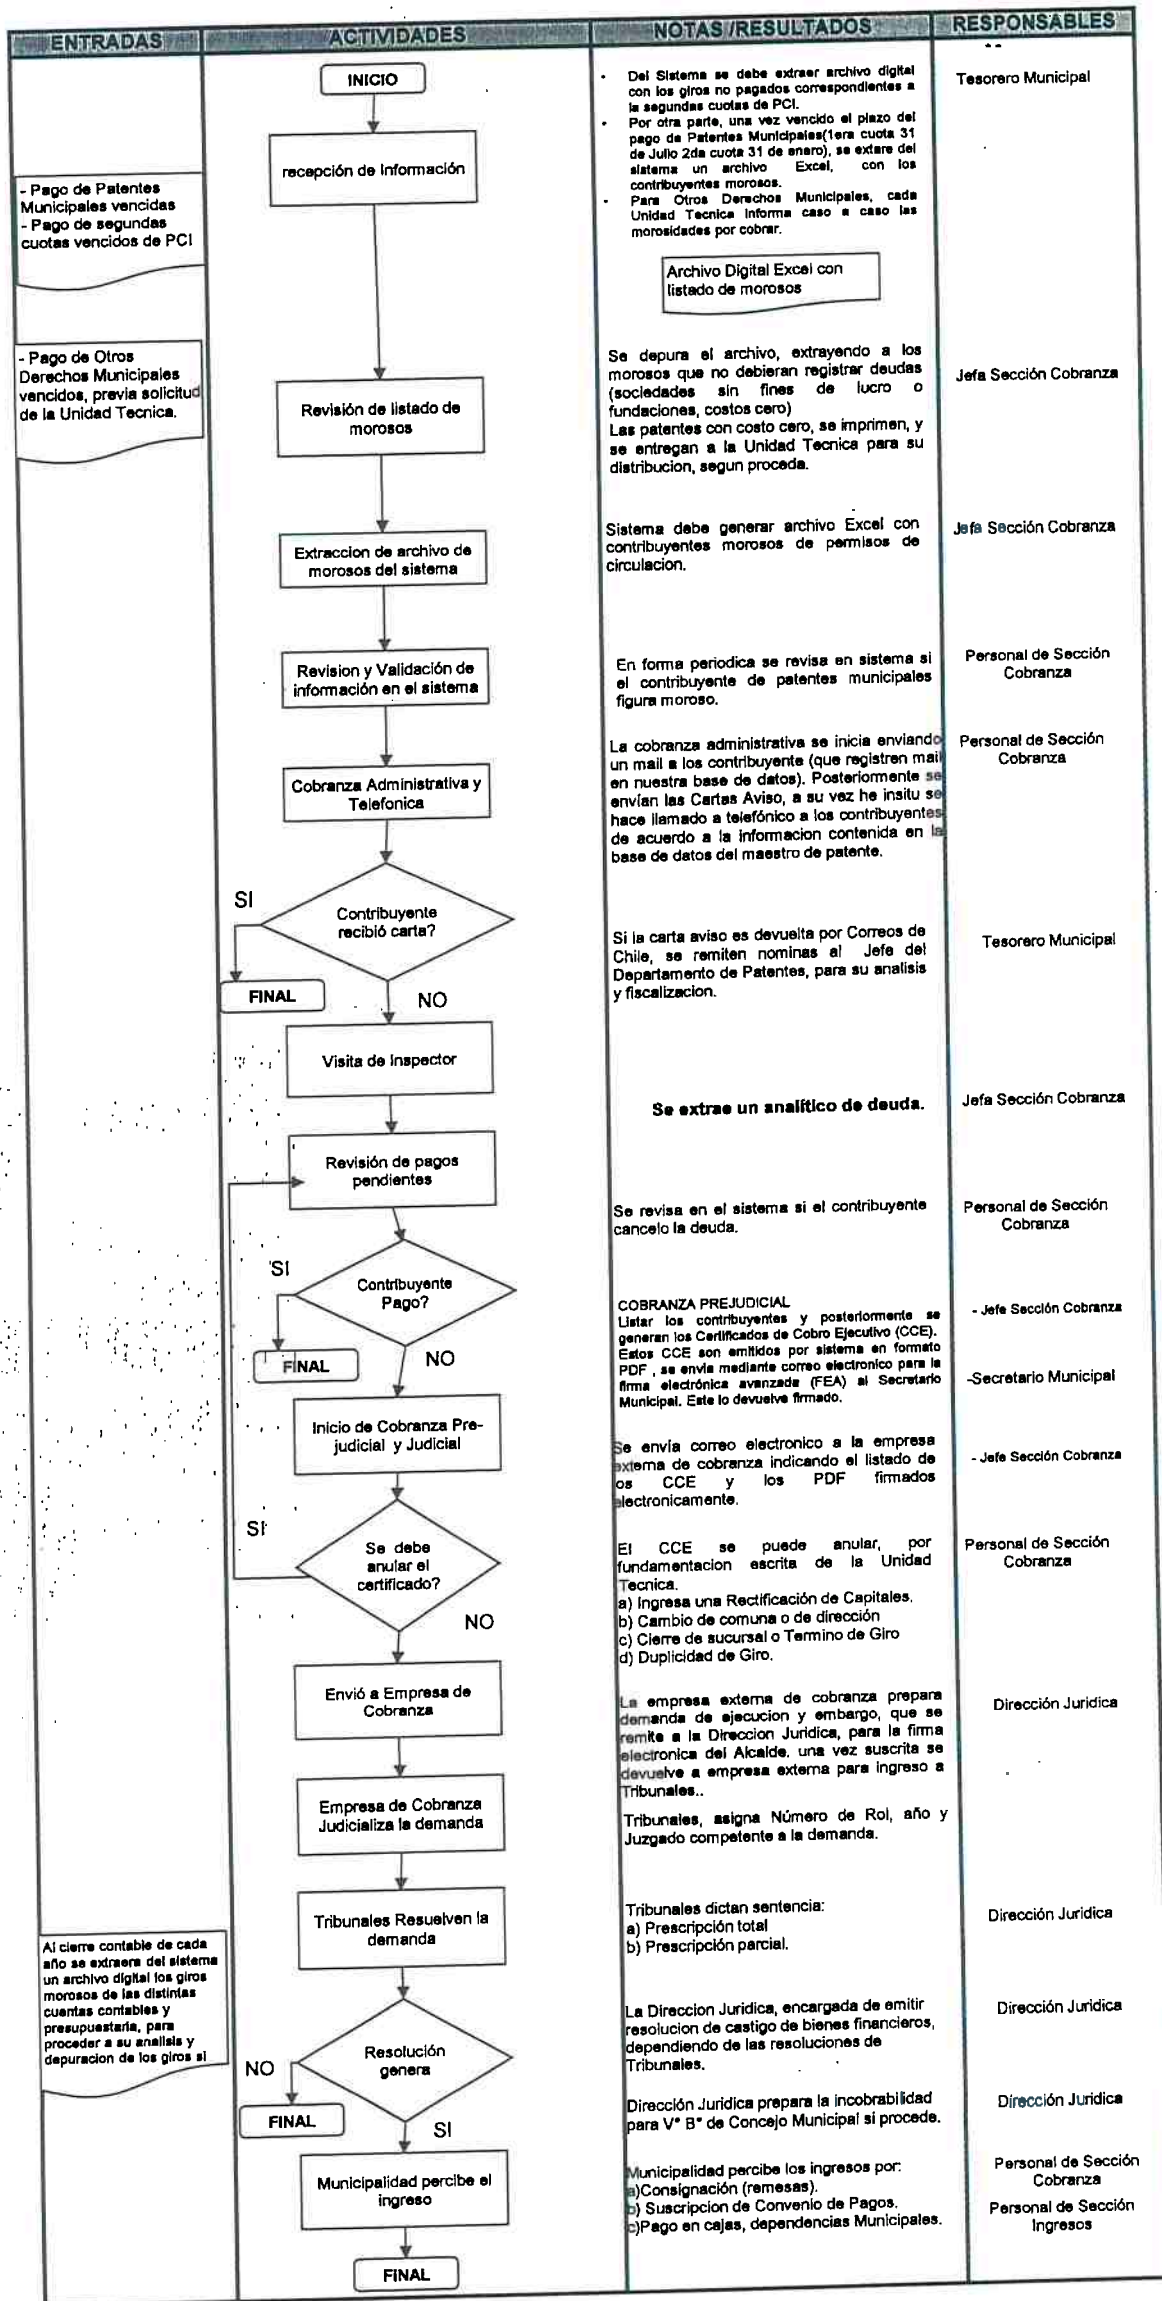 ENTRADAS
ACTIVIDADES
NOTAS /RESULTADOS
RESPONSABLES
INICIO
recepción de Información
- Pago de Patentes
Municipales vencidas
- Pago de segundas
cuotas vencidos de PCI
• Del Sistema se debe extraer archivo digital
con los giros no pagados correspondientes a
la segundas cuotas de PCI.
• Por otra parte, una vez vencido el plazo del
pago de Patentes Municipales(1era cuota 31
de Julio 2da cuota 31 de enero), se extare del
sistema un archivo Excel, con los
contribuyentes morosos.
• Para Otros Derechos Municipales, cada
Unidad Tecnica Informa caso a caso las
morosidades por cobrar.
Archivo Digital Excel con
listado de morosos
Tesorero Municipal
- Pago de Otros
Derechos Municipales
vencidos, previa solicitud
de la Unidad Tecnica.
Revisión de listado de
morosos
Se depura el archivo, extrayendo a los
morosos que no debieran registrar deudas
(sociedades sin fines de lucro o
fundaciones, costos cero)
Las patentes con costo cero, se imprimen, y
se entregan a la Unidad Tecnica para su
distribucion, segun proceda.
Jefa Sección Cobranza
Extraccion de archivo de
morosos del sistema
Sistema debe generar archivo Excel con
contribuyentes morosos de permisos de
circulacion.
Jefa Sección Cobranza
Revision y Validación de
información en el sistema
En forma periodica se revisa en sistema si
el contribuyente de patentes municipales
figura moroso.
Personal de Sección
Cobranza
Cobranza Administrativa y
Telefonica
La cobranza administrativa se inicia enviando
un mail a los contribuyente (que registren mail
en nuestra base de datos). Posteriormente se
envían las Cartas Aviso, a su vez he insitu se
hace llamado a telefónico a los contribuyentes
de acuerdo a la informacion contenida en la
base de datos del maestro de patente.
Personal de Sección
Cobranza
SI
Contribuyente
recibió carta?
FINAL
NO
Si la carta aviso es devuelta por Correos de
Chile, se remiten nominas al Jefe del
Departamento de Patentes, para su analisis
y fiscalizacion.
Tesorero Municipal
Visita de Inspector
Se extrae un analítico de deuda.
Jefa Sección Cobranza
Revisión de pagos
pendientes
Se revisa en el sistema si el contribuyente
cancelo la deuda.
Personal de Sección
Cobranza
SI
Contribuyente
Pago?
FINAL
NO
COBRANZA PREJUDICIAL
Listar los contribuyentes y posteriormente se
generan los Certificados de Cobro Ejecutivo (CCE).
Estos CCE son emitidos por sistema en formato
PDF , se envia mediante correo electronico para la
firma electrónica avanzada (FEA) al Secretario
Municipal. Este lo devuelve firmado.
- Jefe Sección Cobranza
-Secretario Municipal
Inicio de Cobranza Pre-
judicial y Judicial
Se envía correo electronico a la empresa
externa de cobranza indicando el listado de
los CCE y los PDF firmados
electronicamente.
- Jefe Sección Cobranza
SI
Se debe
anular el
certificado?
NO
El CCE se puede anular, por
fundamentacion escrita de la Unidad
Tecnica.
a) Ingresa una Rectificación de Capitales.
b) Cambio de comuna o de dirección
c) Cierre de sucursal o Termino de Giro
d) Duplicidad de Giro.
Personal de Sección
Cobranza
Envió a Empresa de
Cobranza
La empresa externa de cobranza prepara
demanda de ejecucion y embargo, que se
remite a la Direccion Juridica, para la firma
electronica del Alcalde. una vez suscrita se
devuelve a empresa externa para ingreso a
Tribunales..
Dirección Juridica
Empresa de Cobranza
Judicializa la demanda
Tribunales, asigna Número de Rol, año y
Juzgado competente a la demanda.
Tribunales Resuelven la
demanda
Tribunales dictan sentencia:
a) Prescripción total
b) Prescripción parcial.
Dirección Juridica
Al cierre contable de cada
año se extraera del sistema
un archivo digital los giros
morosos de las distintas
cuentas contables y
presupuestaria, para
proceder a su analisis y
depuracion de los giros si
Resolución
genera
NO
FINAL
SI
La Direccion Juridica, encargada de emitir
resolucion de castigo de bienes financieros,
dependiendo de las resoluciones de
Tribunales.
Dirección Juridica
Dirección Juridica prepara la incobrabilidad
para V° B° de Concejo Municipal si procede.
Dirección Juridica
Municipalidad percibe el
ingreso
Municipalidad percibe los ingresos por:
a)Consignación (remesas).
b) Suscripcion de Convenio de Pagos.
c)Pago en cajas, dependencias Municipales.
Personal de Sección
Cobranza
Personal de Sección
Ingresos
FINAL